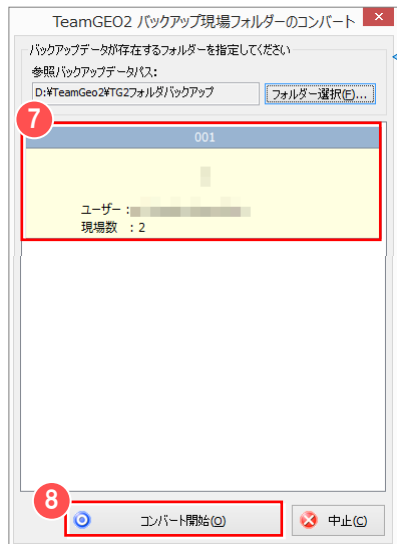 TeamGEO2 バックアップ現場フォルダーのコンバート
バックアップデータが存在するフォルダーを指定してください
参照バックアップデータパス:
D:¥TeamGeo2¥TG2フォルダバックアップ
フォルダー選択(F)...
7
001
ユーザー :
現場数 : 2
8
コンバート開始(O)
中止(C)